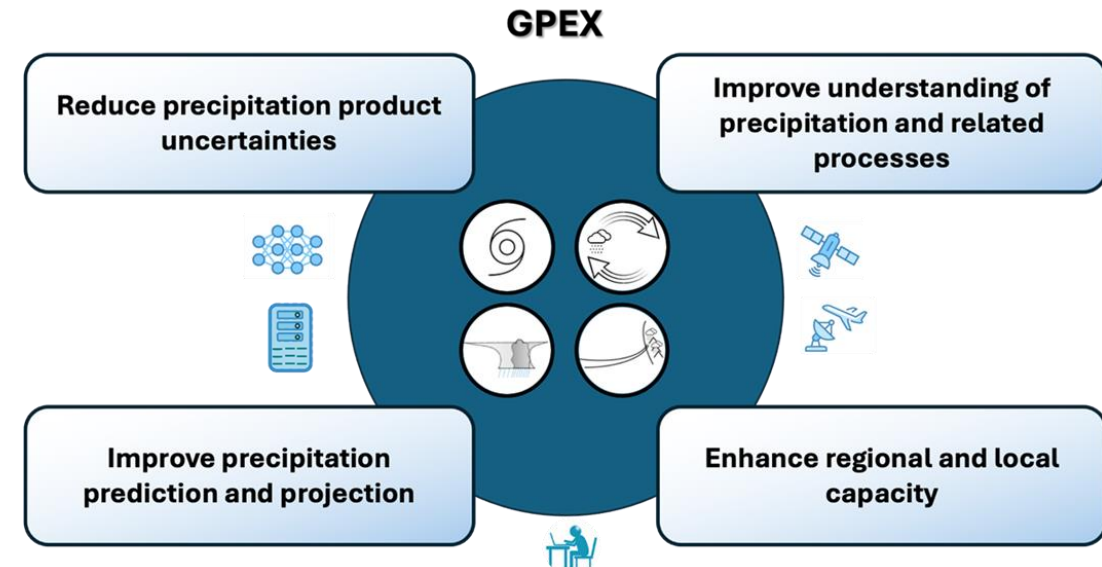 GPEX
Reduce precipitation product
uncertainties
Improve understanding of
precipitation and related
processes
Improve precipitation
prediction and projection
Enhance regional and local
capacity